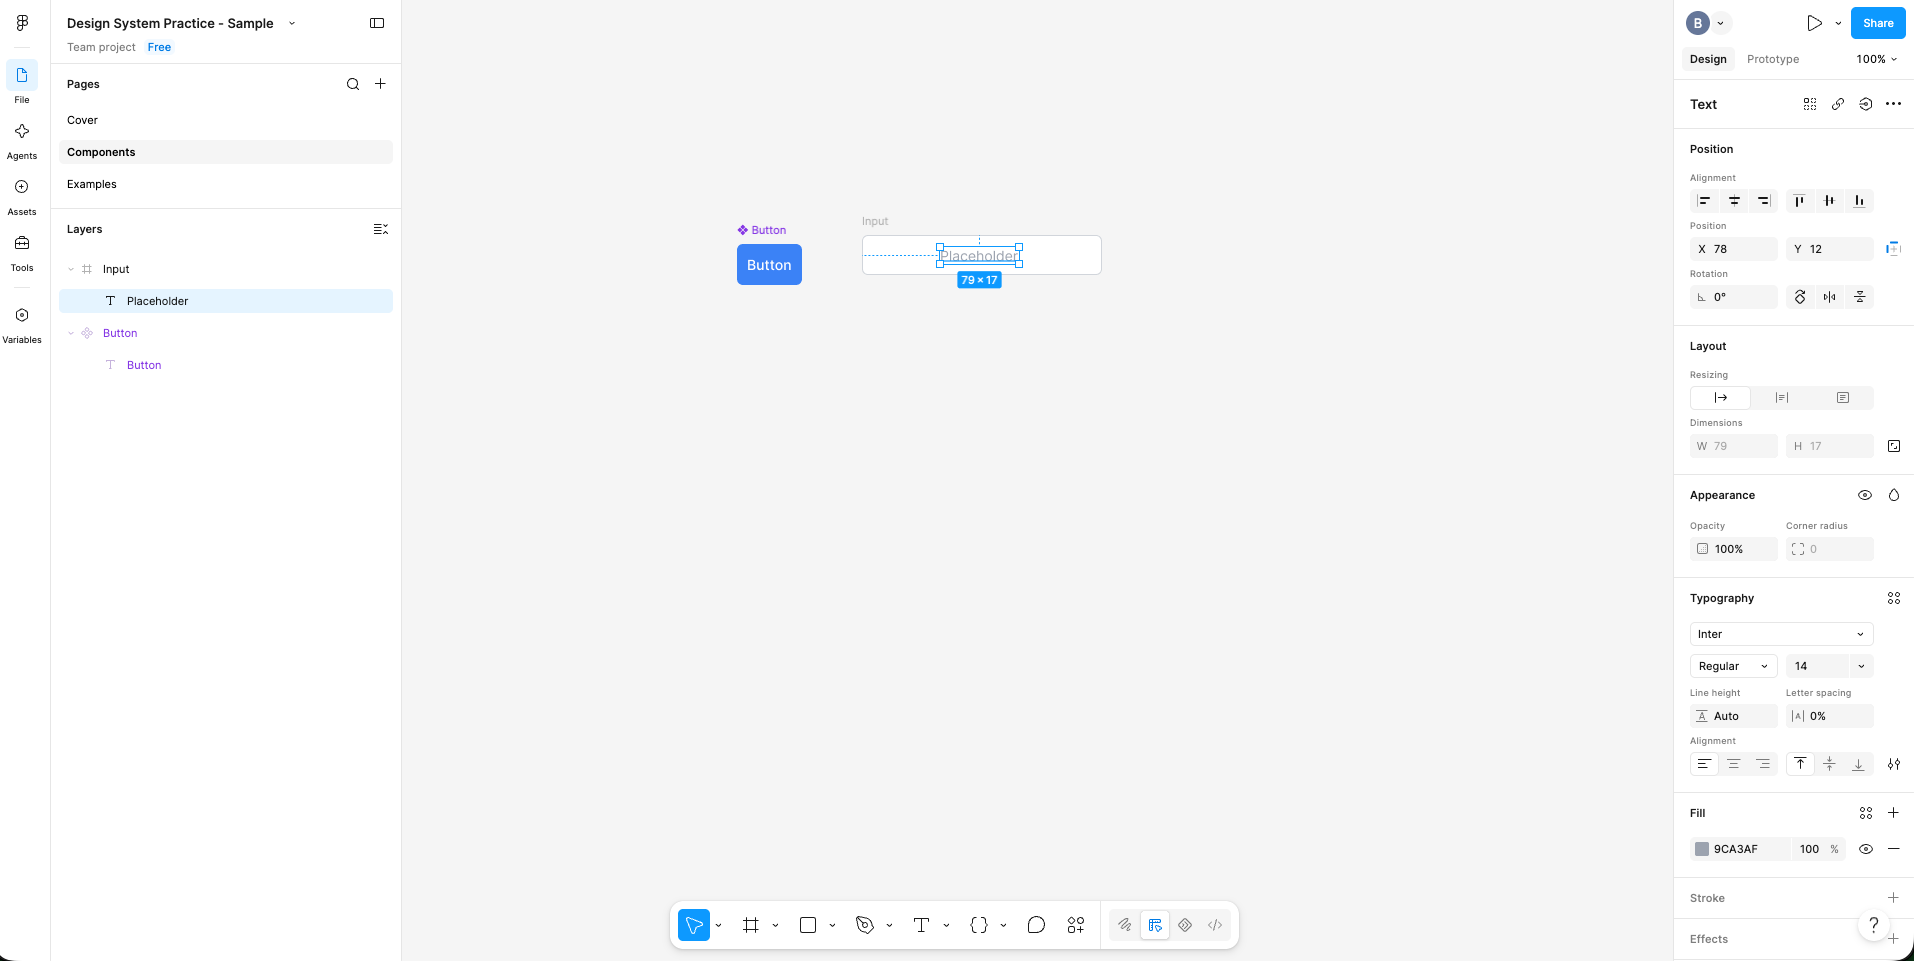 Design System Practice - Sample
Team project Free
File
Agents
Assets
Tools
Variables
Pages
Cover
Components
Examples
Layers
Input
Placeholder
Button
Button
Button
Button
Input
Placeholder
79 × 17
B
Share
Design Prototype 100%
Text
Position
Alignment
Position
X 78 Y 12
Rotation
0°
Layout
Resizing
Dimensions
W 79 H 17
Appearance
Opacity Corner radius
100% 0
Typography
Inter
Regular 14
Line height Letter spacing
Auto 0%
Alignment
Fill
9CA3AF 100 %
Stroke
Effects
?